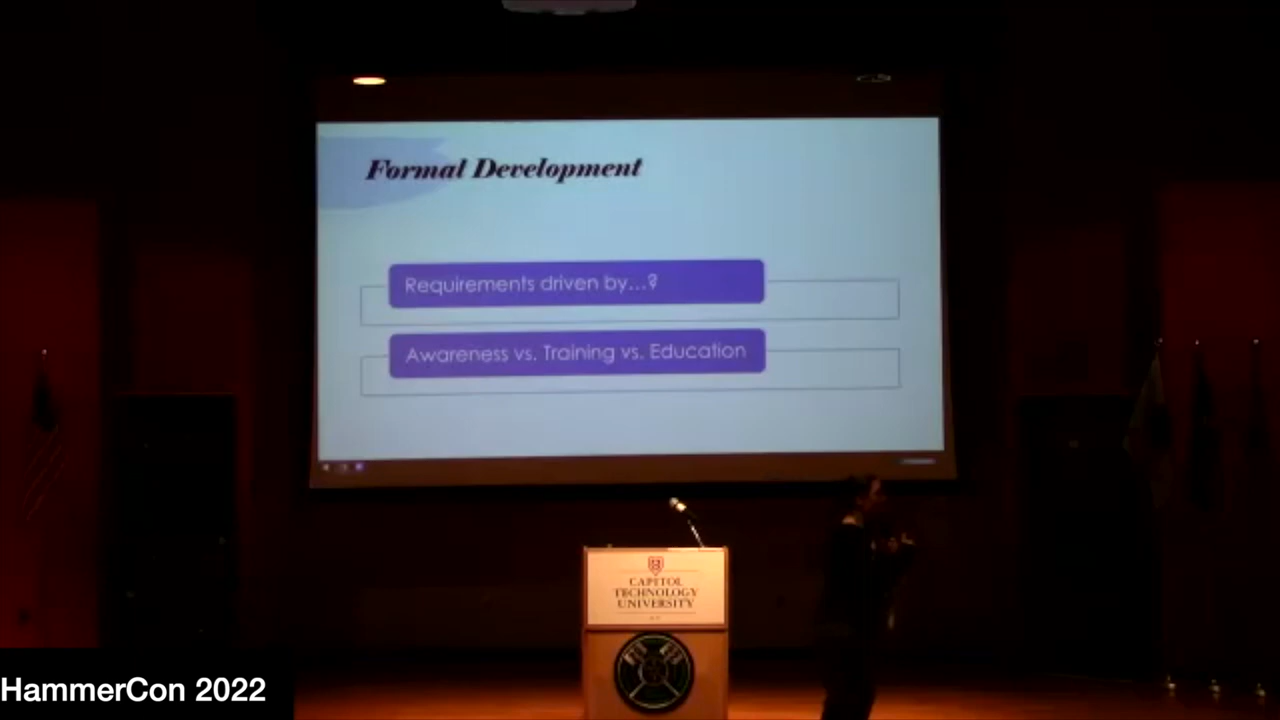 Formal Development
Requirements driven by...?
Awareness vs. Training vs. Education
CAPITOL
TECHNOLOGY
UNIVERSITY
HammerCon 2022